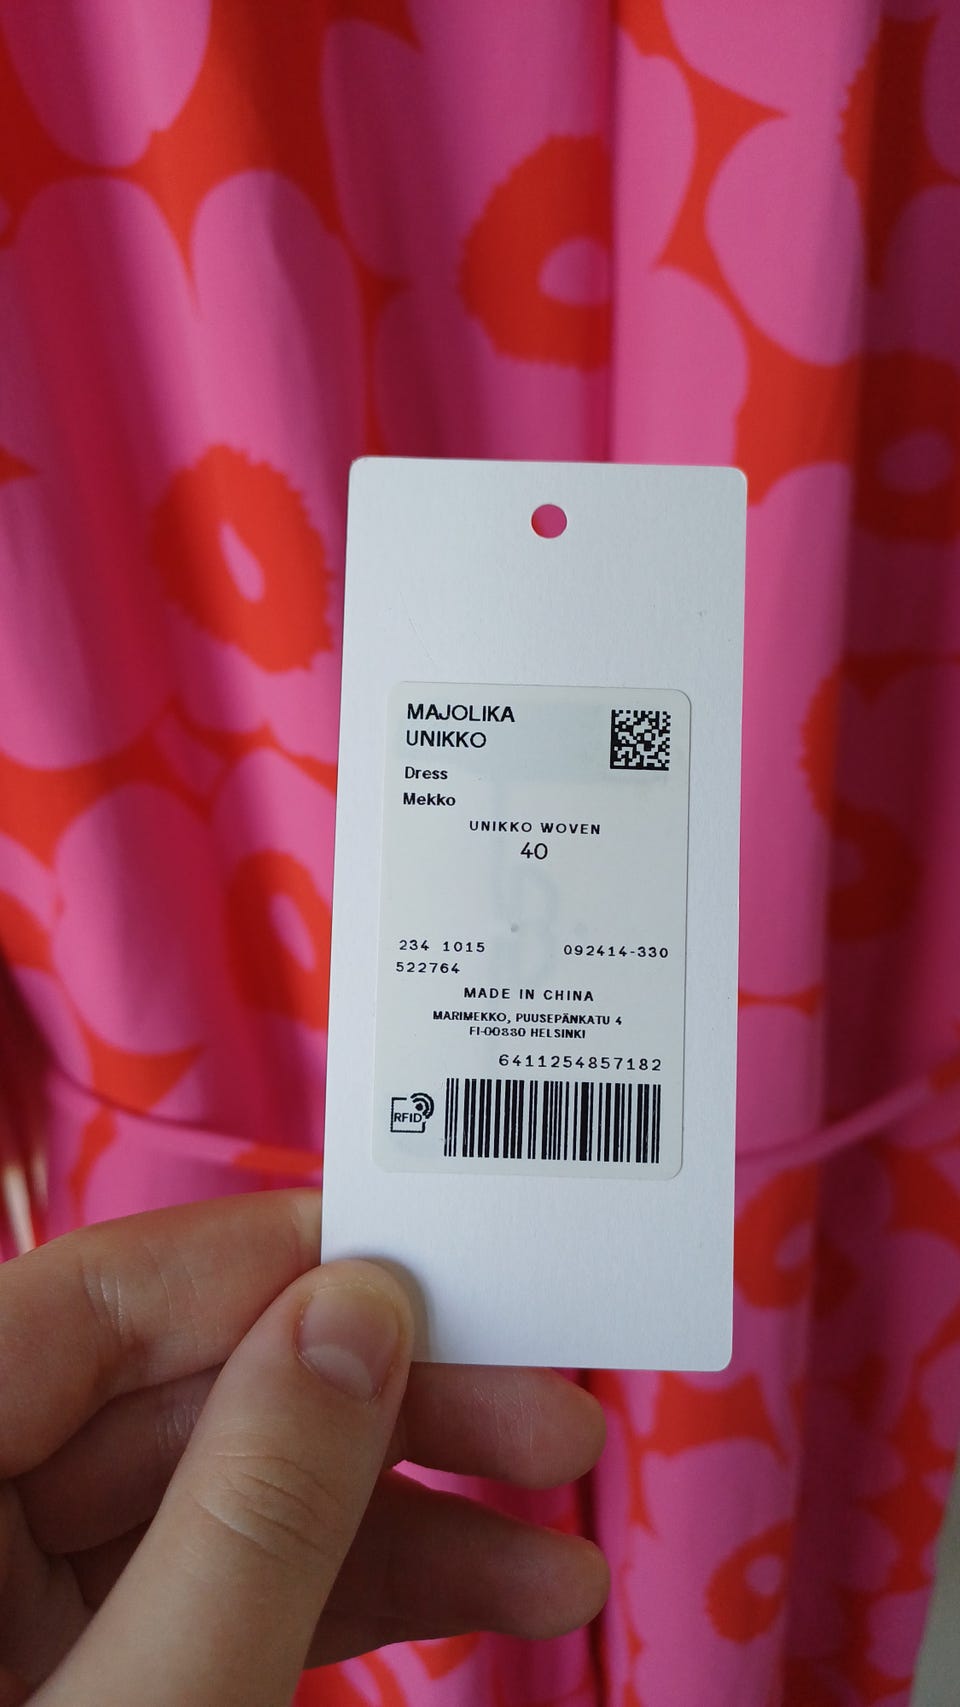 MAJOLIKA
UNIKKO
Dress
Mekko
UNIKKO WOVEN
40
234 1015 092414-330
522764
MADE IN CHINA
MARIMEKKO, PUUSEPÄNKATU 4
FI-00880 HELSINKI
6411254857182
RFID